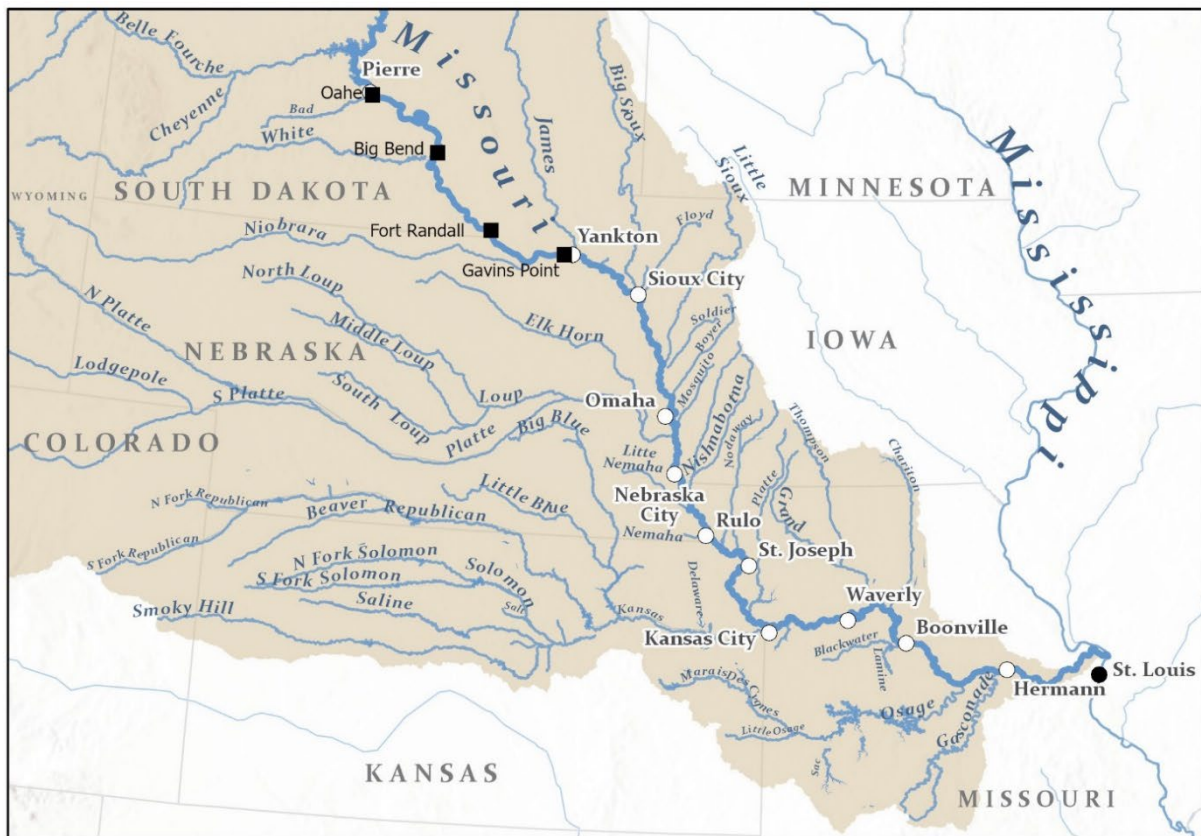 Belle Fourche
Missouri
Pierre
Oahe
Bad
Cheyenne
White
Big Bend
James
Big Sioux
Little
Sioux
Mississippi
MINNESOTA
WYOMING
SOUTH DAKOTA
Floyd
Niobrara
Fort Randall
Yankton
Gavins Point
Sioux City
North Loup
N Platte
Elk Horn
Soldier
Boyer
Middle Loup
IOWA
NEBRASKA
Mosquito
Lodgepole
S Platte
South Loup
Loup
Omaha
Platte
Big Blue
Nishnabotna
Nodaway
Thompson
COLORADO
Litte
Nemaha
Chariton
Platte
Grand
Nebraska
City
Little Blue
N Fork Republican
Beaver
Republican
Rulo
Nemaha
St. Joseph
S Fork Republican
N Fork Solomon
S Fork Solomon
Solomon
Saline
Salt
Smoky Hill
Delaware
Kansas
Waverly
Kansas City
Boonville
Blackwater
Lamine
St. Louis
Hermann
Marais Des Cygnes
Osage
Gasconade
Little Osage
Sac
KANSAS
MISSOURI